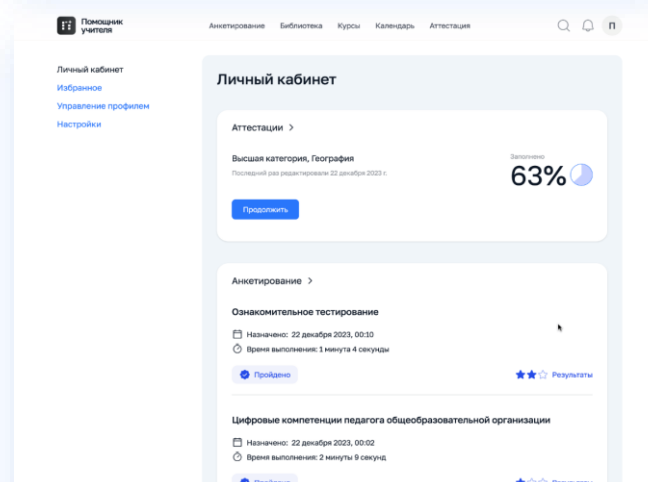 Помощник
учителя
Анкетирование Библиотека Курсы Календарь Аттестация
П
Личный кабинет
Избранное
Управление профилем
Настройки
Личный кабинет
Аттестации >
Высшая категория, География
Последний раз редактировали 22 декабря 2023 г.
Заполнено
63%
Продолжить
Анкетирование >
Ознакомительное тестирование
Назначено: 22 декабря 2023, 00:10
Время выполнения: 1 минута 4 секунды
Пройдено
Результаты
Цифровые компетенции педагога общеобразовательной организации
Назначено: 22 декабря 2023, 00:02
Время выполнения: 2 минуты 9 секунд